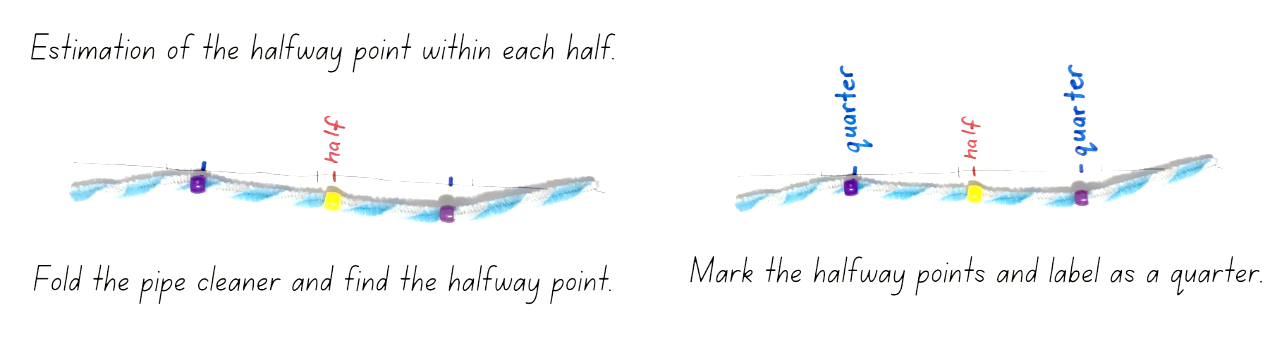 Estimation of the halfway point within each half.
half
Fold the pipe cleaner and find the halfway point.
quarter
half
quarter
Mark the halfway points and label as a quarter.